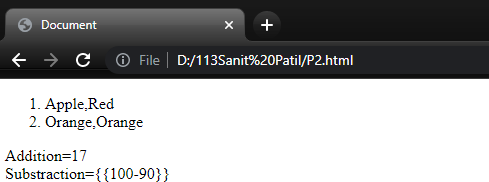 Document
File D:/113Sanit%20Patil/P2.html
1. Apple,Red
2. Orange,Orange
Addition=17
Substraction={{100-90}}